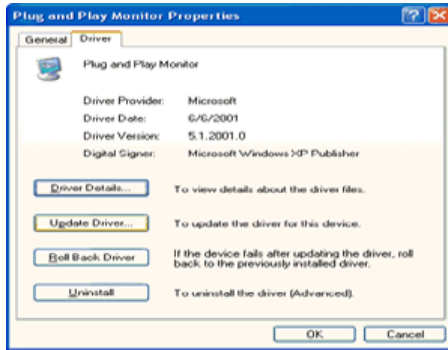 Plug and Play Monitor Properties
General Driver
Plug and Play Monitor
Driver Provider: Microsoft
Driver Date: 6/6/2001
Driver Version: 5.1.2001.0
Digital Signer: Microsoft Windows XP Publisher
Driver Details... To view details about the driver files.
Update Driver... To update the driver for this device.
Roll Back Driver If the device fails after updating the driver, roll
back to the previously installed driver.
Uninstall To uninstall the driver (Advanced).
OK Cancel